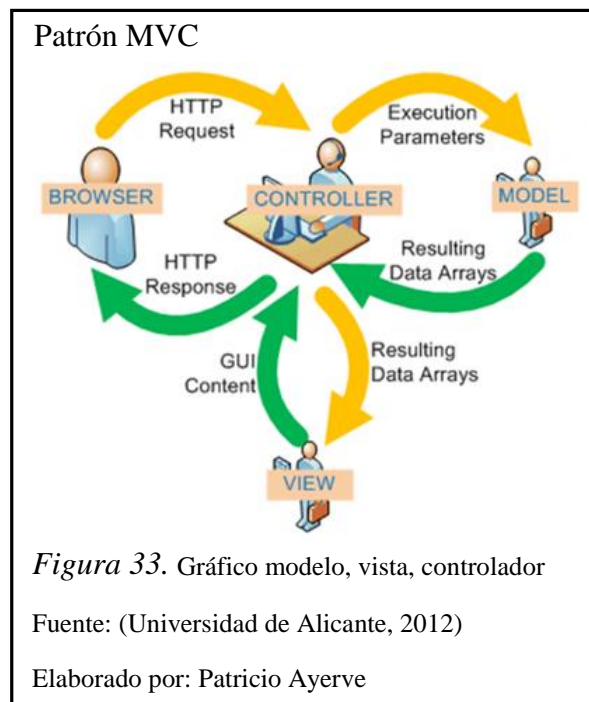 Patrón MVC
HTTP
Request
Execution
Parameters
BROWSER
CONTROLLER
MODEL
HTTP
Response
Resulting
Data Arrays
GUI
Content
Resulting
Data Arrays
VIEW
Figura 33. Gráfico modelo, vista, controlador
Fuente: (Universidad de Alicante, 2012)
Elaborado por: Patricio Ayerve